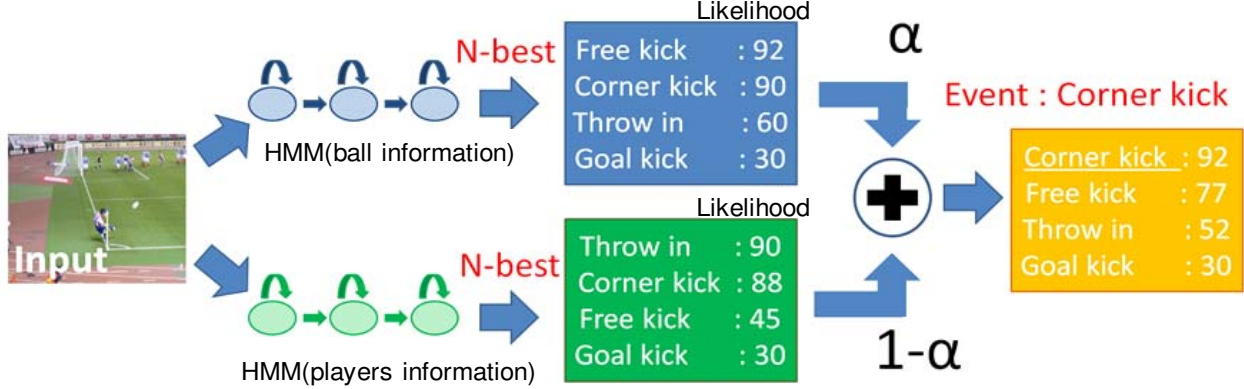 Input
HMM(ball information)
HMM(players information)
N-best
Likelihood
Free kick : 92
Corner kick : 90
Throw in : 60
Goal kick : 30
N-best
Likelihood
Throw in : 90
Corner kick : 88
Free kick : 45
Goal kick : 30
α
1-α
Event : Corner kick
Corner kick : 92
Free kick : 77
Throw in : 52
Goal kick : 30